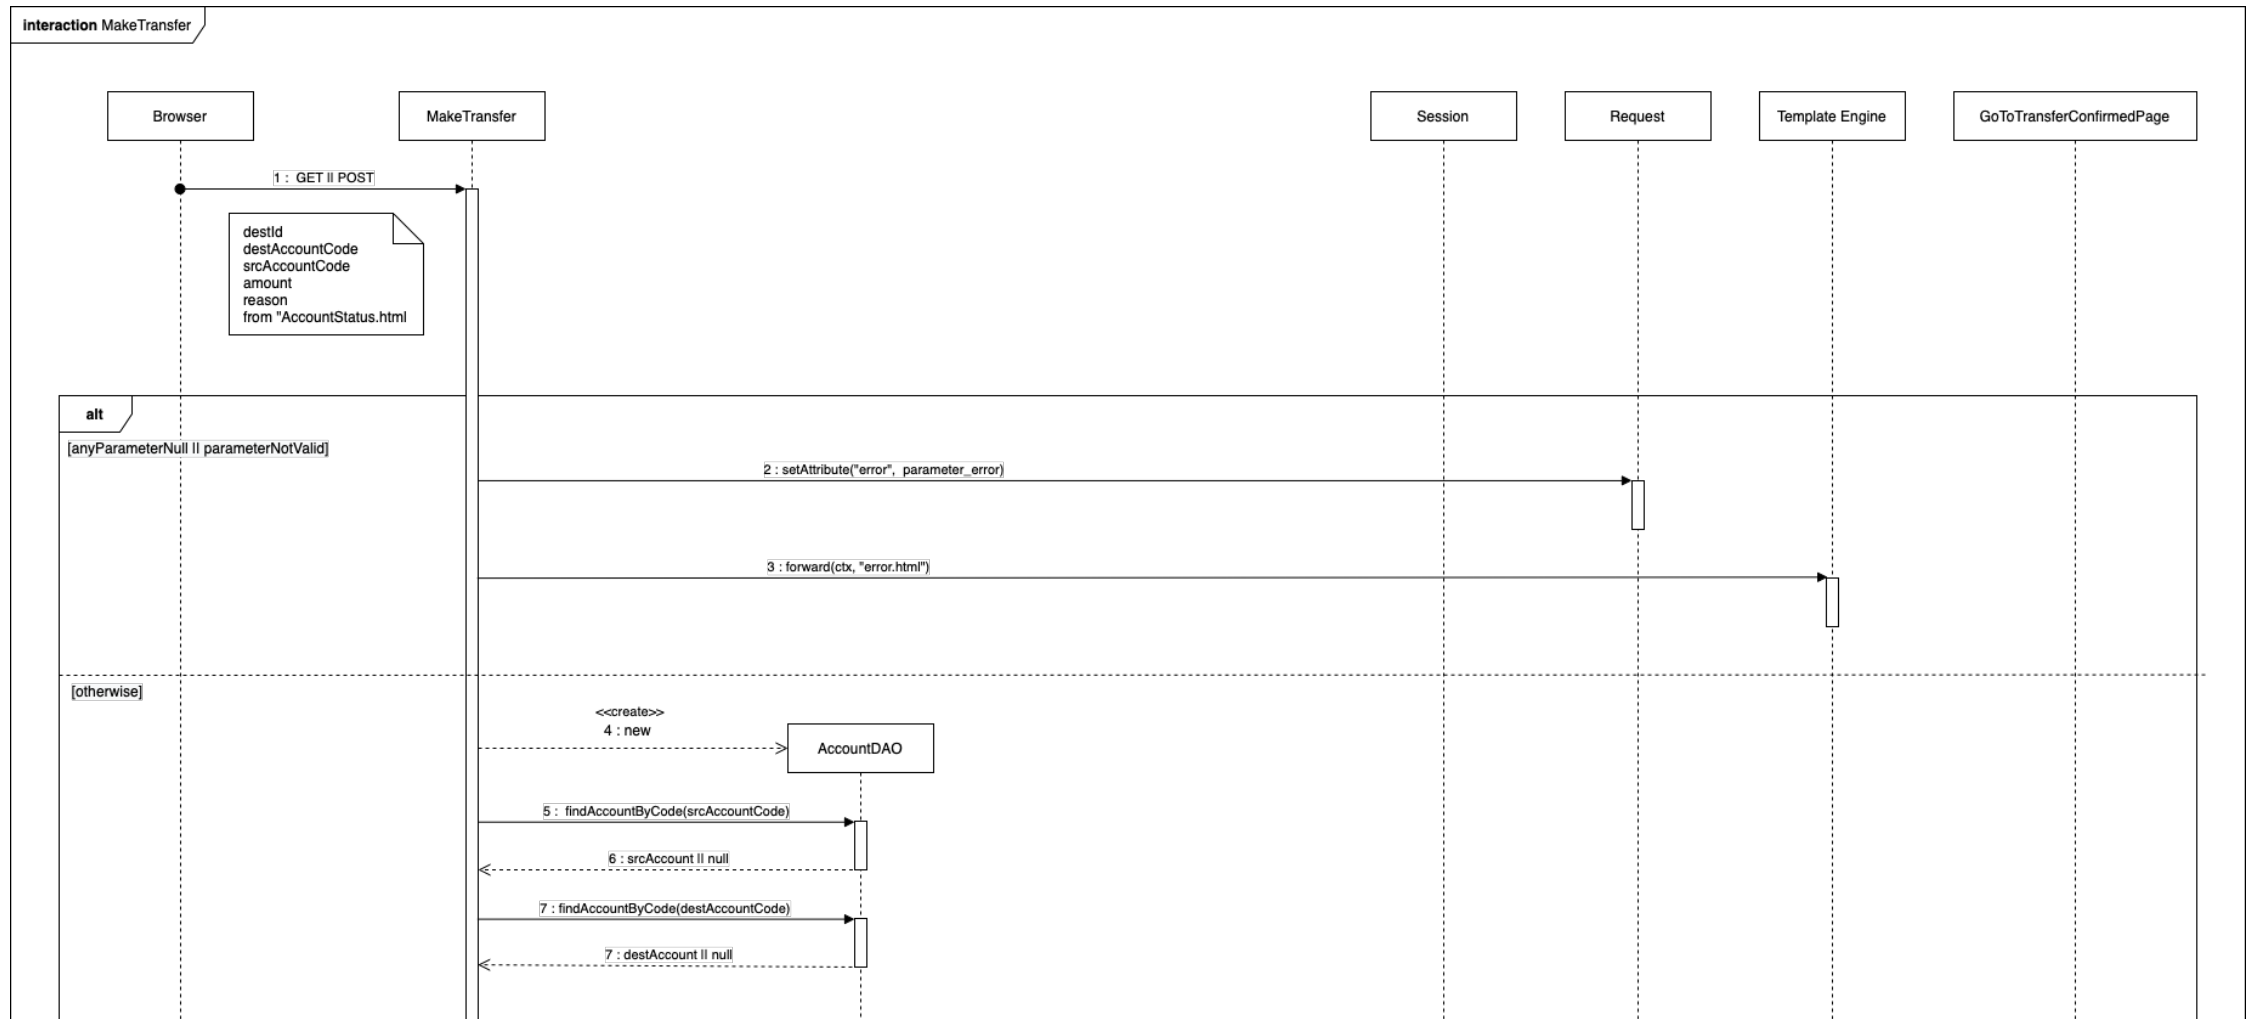 interaction MakeTransfer
Browser
MakeTransfer
Session
Request
Template Engine
GoToTransferConfirmedPage
1 : GET || POST
destId
destAccountCode
srcAccountCode
amount
reason
from "AccountStatus.html
alt
[anyParameterNull || parameterNotValid]
2 : setAttribute("error", parameter_error)
3 : forward(ctx, "error.html")
[otherwise]
<<create>>
4 : new
AccountDAO
5 : findAccountByCode(srcAccountCode)
6 : srcAccount || null
7 : findAccountByCode(destAccountCode)
7 : destAccount || null